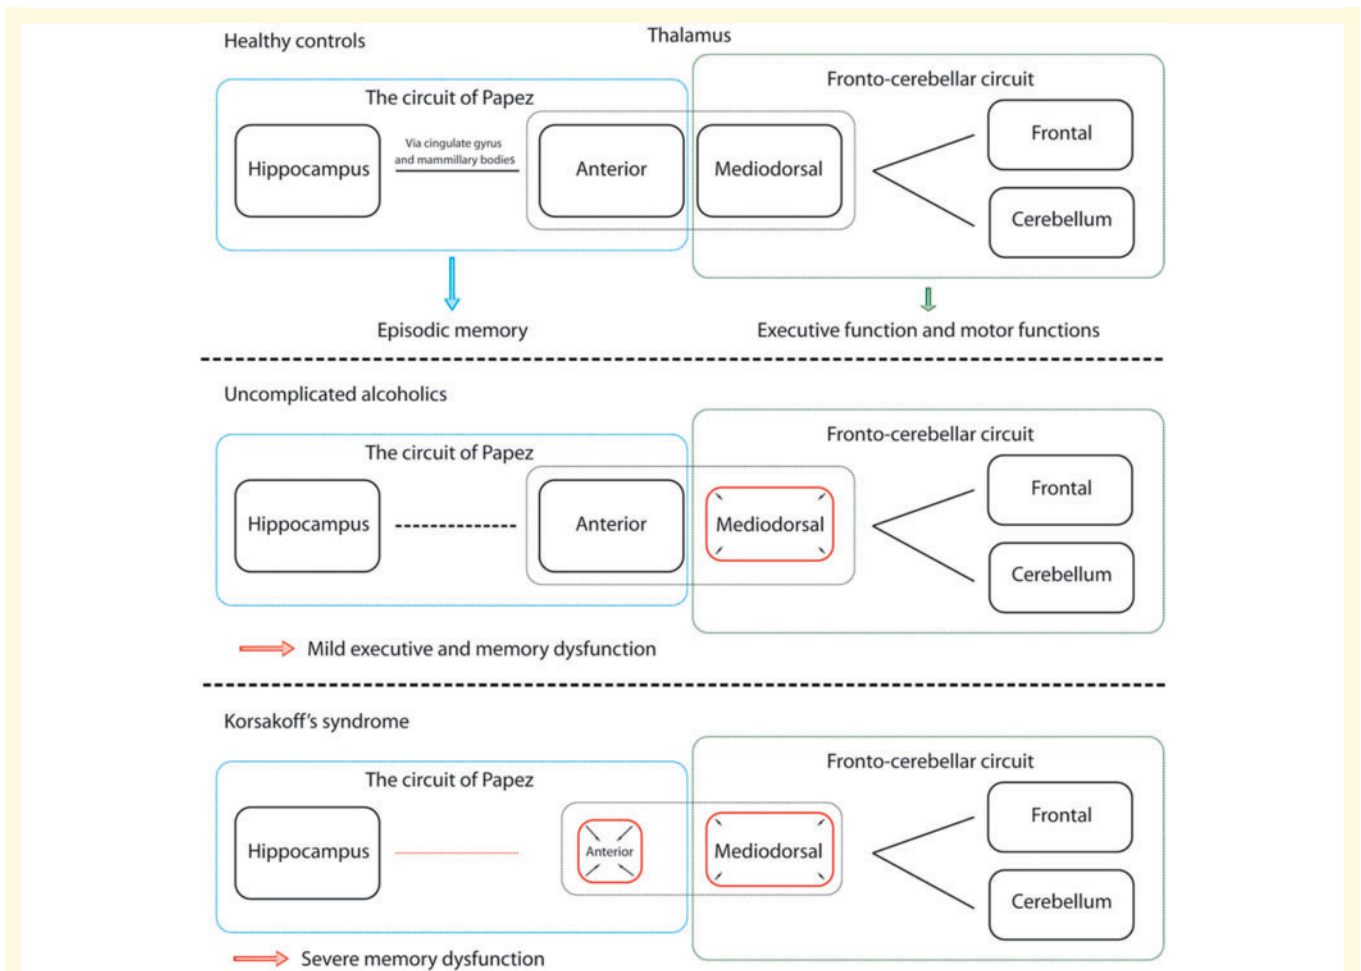 Healthy controls
Thalamus
Fronto-cerebellar circuit
The circuit of Papez
Hippocampus
Via cingulate gyrus
and mammillary bodies
Anterior
Mediodorsal
Frontal
Cerebellum
Episodic memory
Executive function and motor functions
Uncomplicated alcoholics
Fronto-cerebellar circuit
The circuit of Papez
Hippocampus
Anterior
Mediodorsal
Frontal
Cerebellum
Mild executive and memory dysfunction
Korsakoff's syndrome
Fronto-cerebellar circuit
The circuit of Papez
Hippocampus
Anterior
Mediodorsal
Frontal
Cerebellum
Severe memory dysfunction